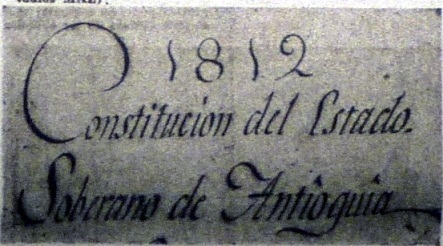 1812
Constitucion del Estado.
Soberano de Antioquia